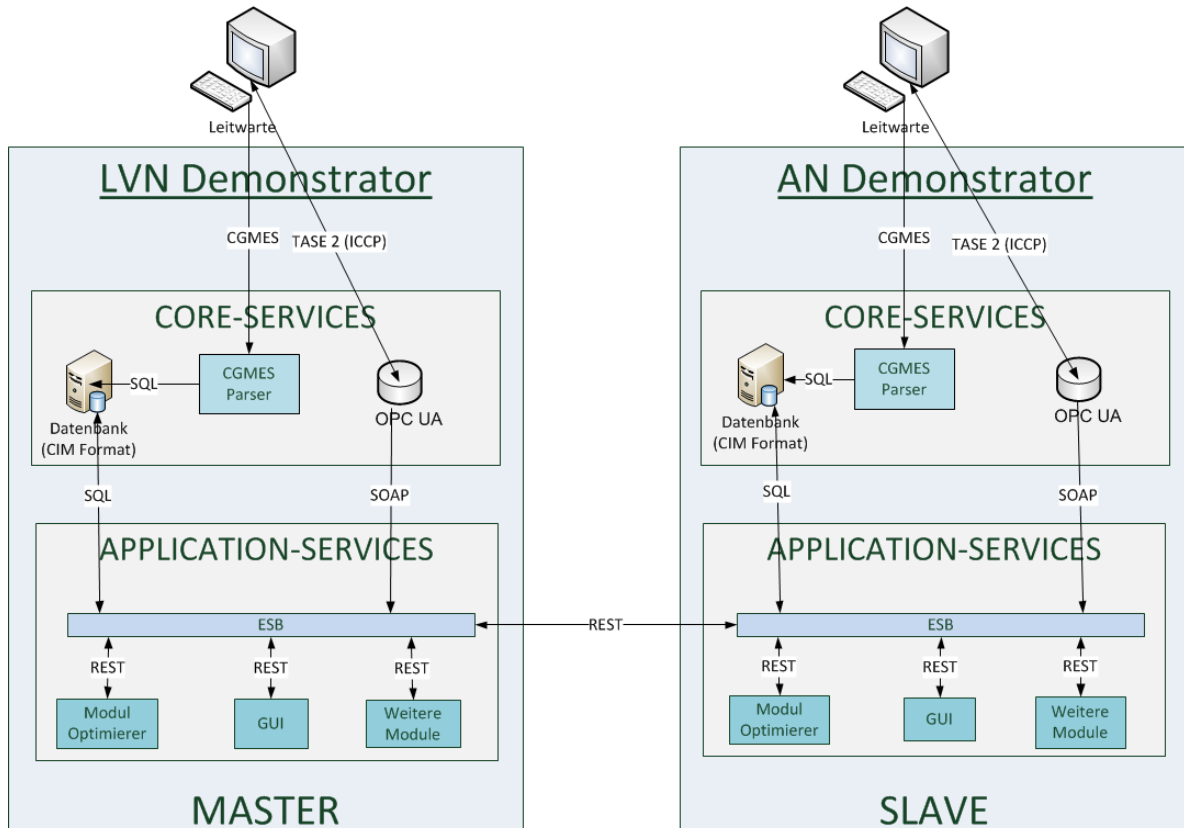 Leitwarte
Leitwarte
LVN Demonstrator
AN Demonstrator
CGMES
TASE 2 (ICCP)
CGMES
TASE 2 (ICCP)
CORE-SERVICES
CORE-SERVICES
SQL
CGMES
Parser
SQL
CGMES
Parser
Datenbank
(CIM Format)
OPC UA
Datenbank
(CIM Format)
OPC UA
SQL
SOAP
SQL
SOAP
APPLICATION-SERVICES
APPLICATION-SERVICES
ESB
REST
ESB
REST
REST
REST
REST
REST
REST
Modul
Optimierer
GUI
Weitere
Module
Modul
Optimierer
GUI
Weitere
Module
MASTER
SLAVE